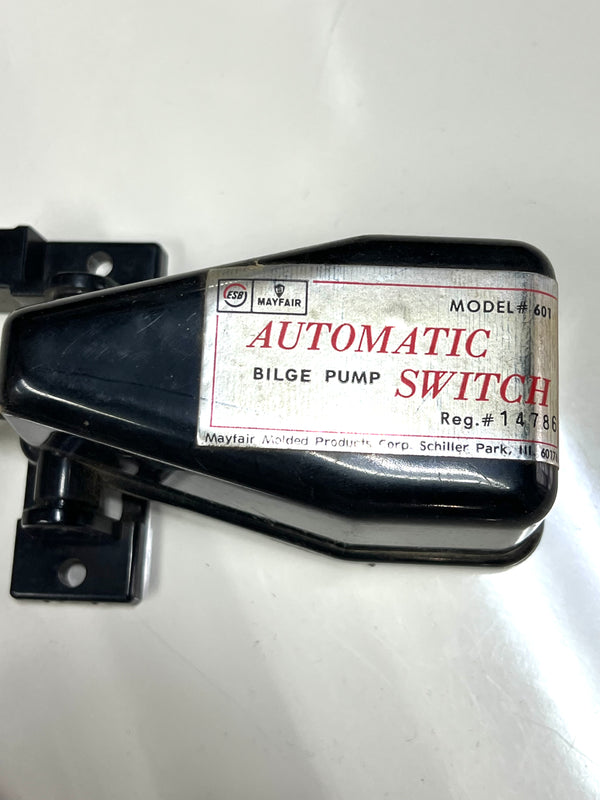 ESB MAYFAIR
MODEL# 601
AUTOMATIC
BILGE PUMP SWITCH
Reg.# 14786
Mayfair Molded Products Corp. Schiller Park, Ill.